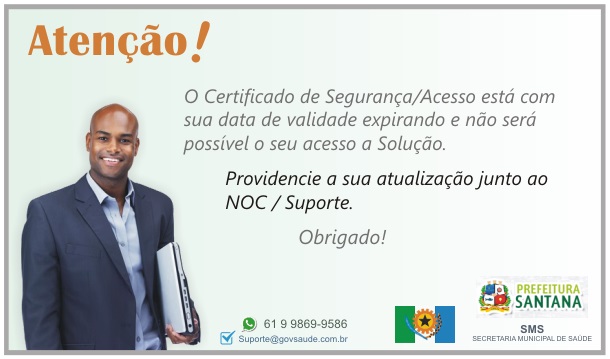 Atenção!
O Certificado de Segurança/Acesso está com
sua data de validade expirando e não será
possível o seu acesso a Solução.
Providencie a sua atualização junto ao
NOC / Suporte.
Obrigado!
61 9 9869-9586
Suporte@govsaude.com.br
PREFEITURA
SANTANA
SMS
SECRETARIA MUNICIPAL DE SAÚDE